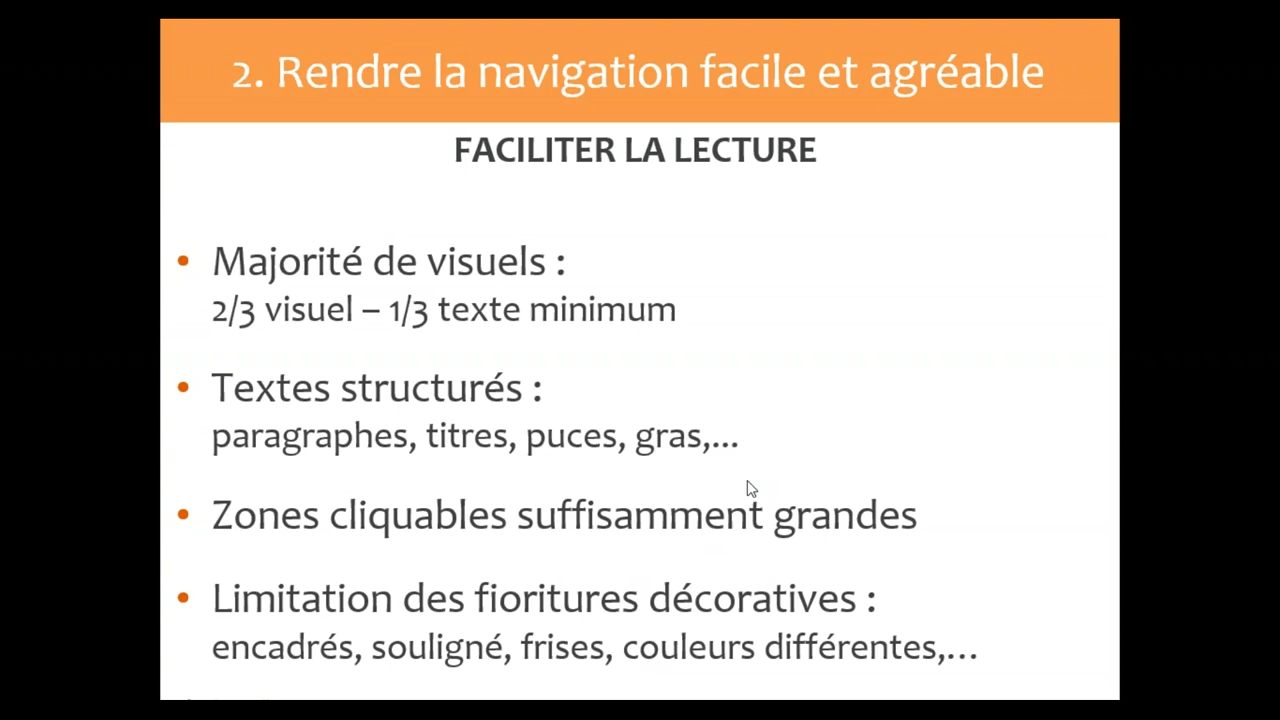 2. Rendre la navigation facile et agréable
FACILITER LA LECTURE
• Majorité de visuels :
2/3 visuel – 1/3 texte minimum
• Textes structurés :
paragraphes, titres, puces, gras,...
• Zones cliquables suffisamment grandes
• Limitation des fioritures décoratives :
encadrés, souligné, frises, couleurs différentes,...